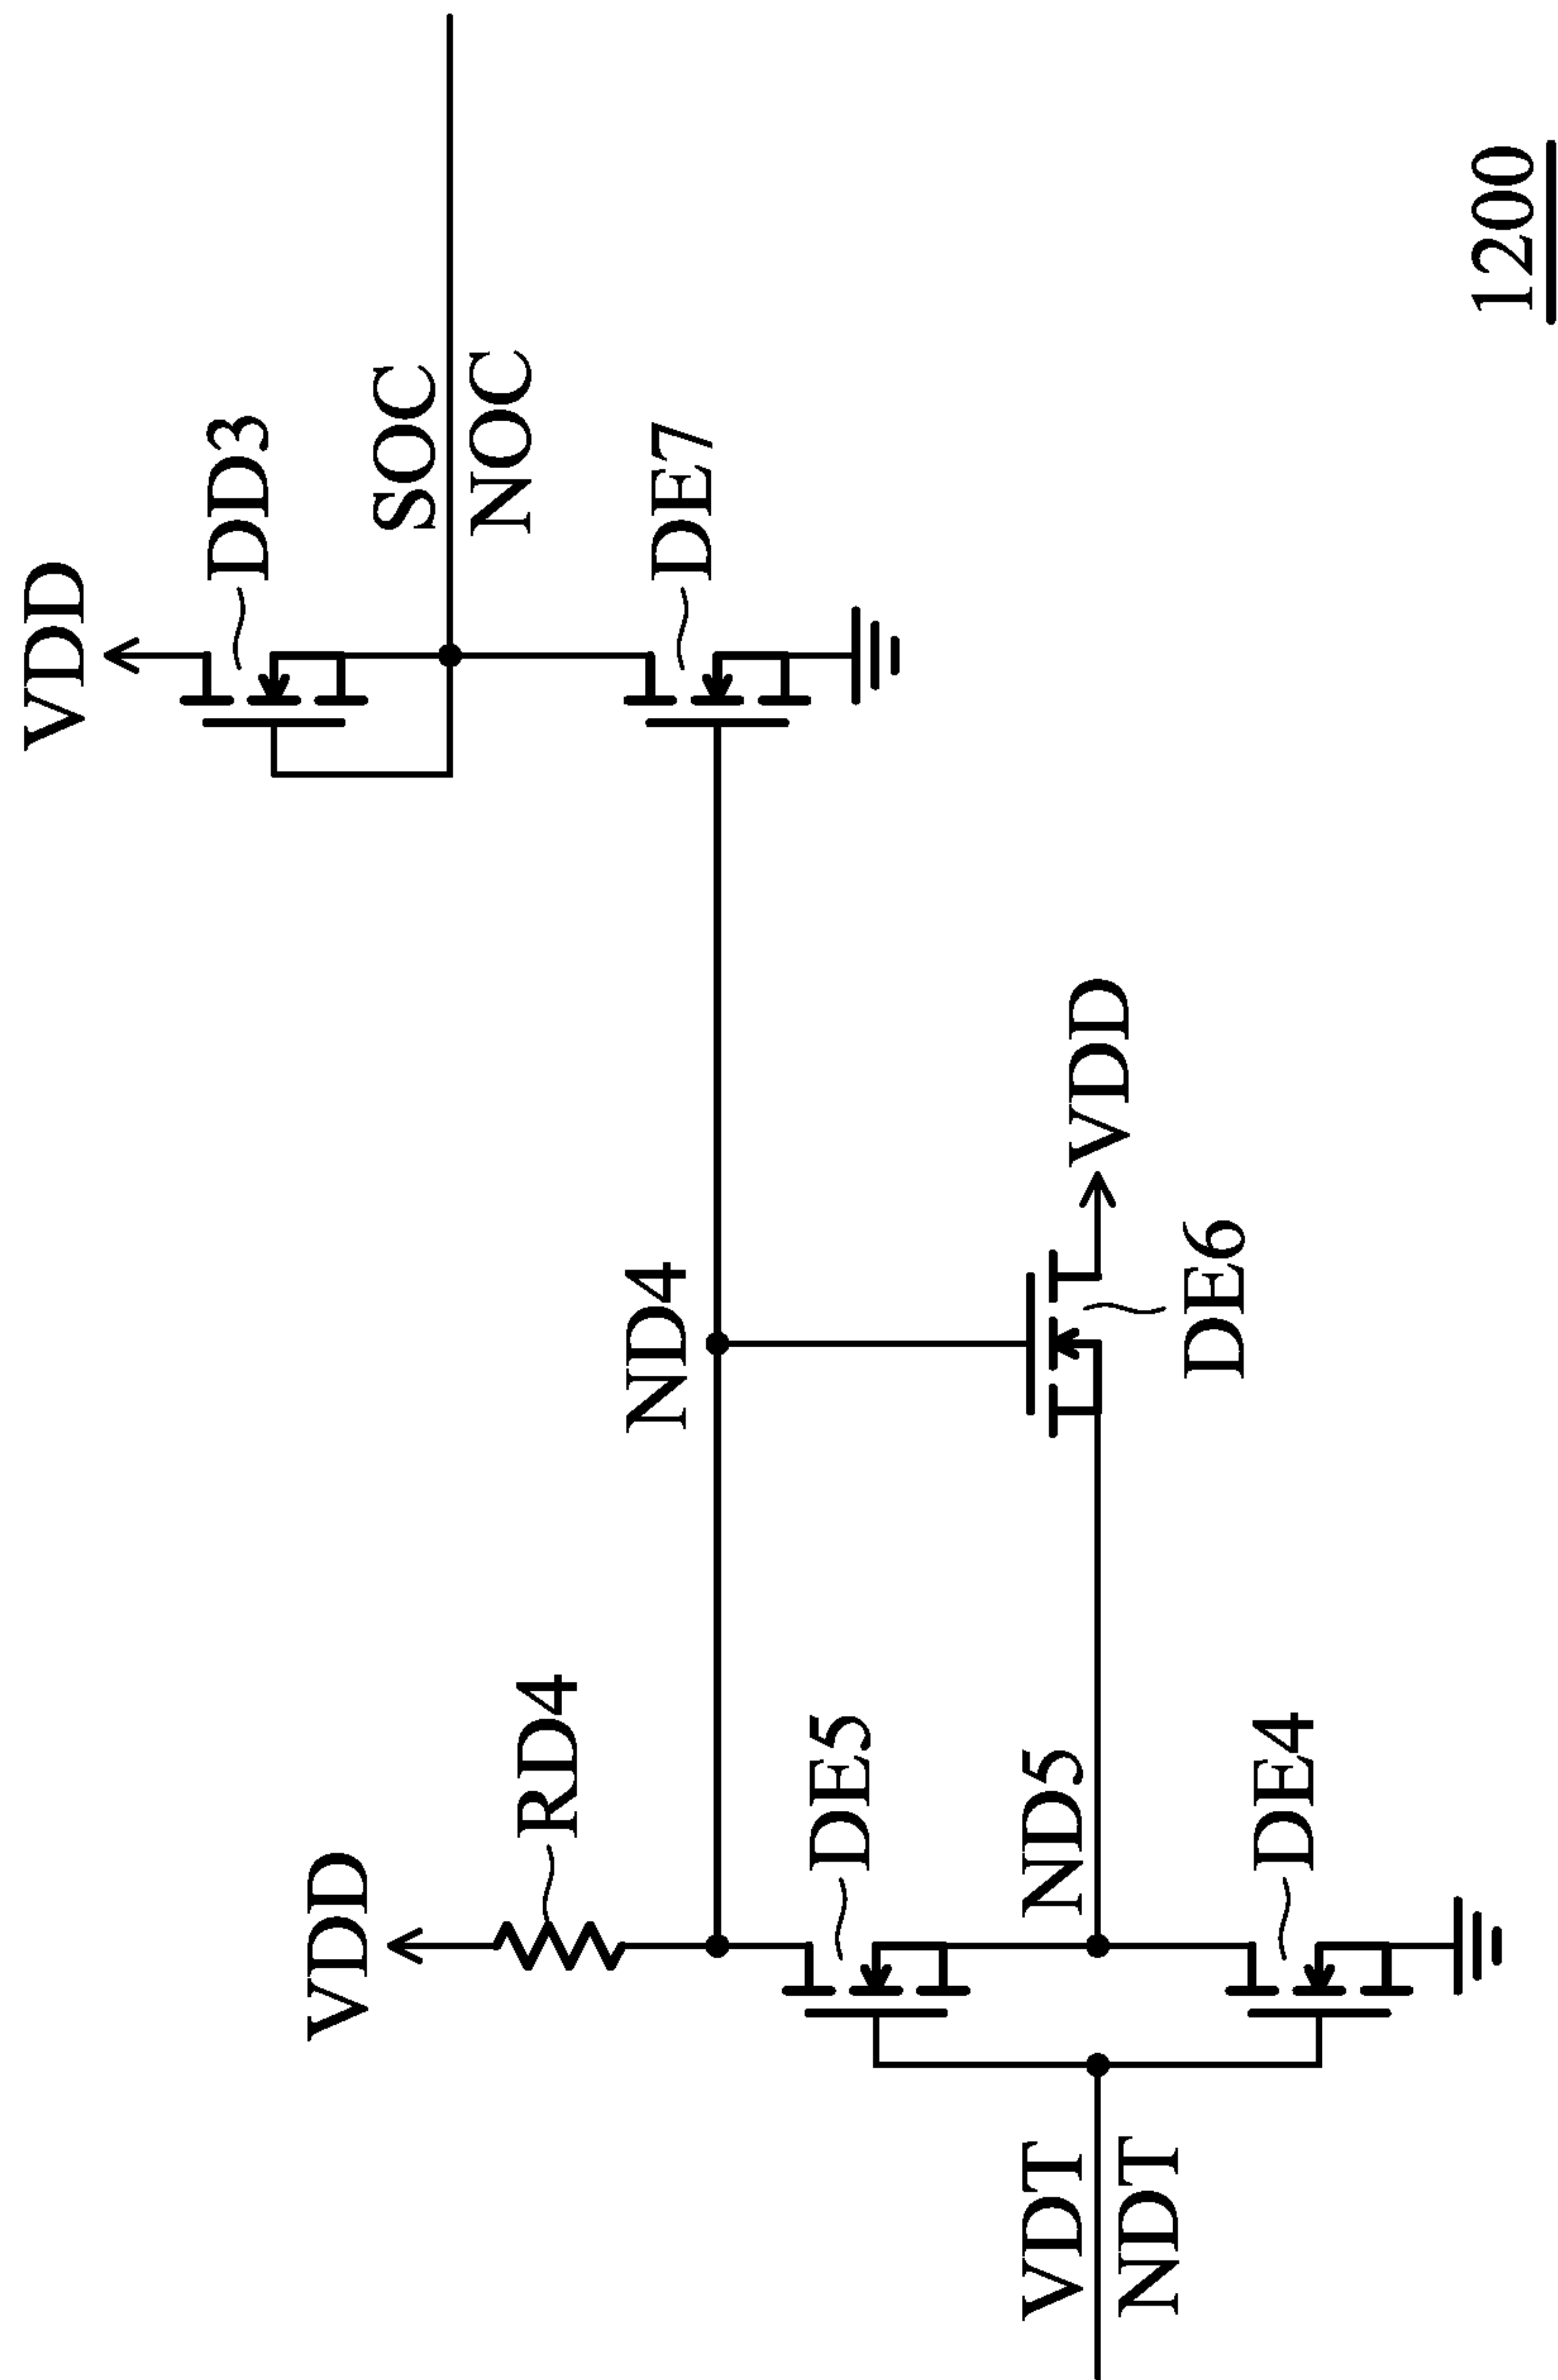 VDD
DD3
SOC
NOC
DE7
VDD
RD4
ND4
DE5
VDT
NDT
ND5
DE6
VDD
DE4
1200